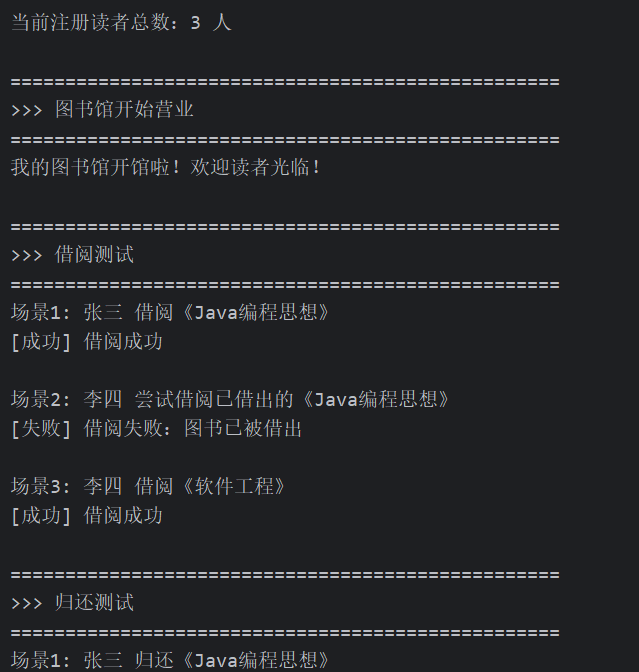 当前注册读者总数：3 人
==================================================
>>> 图书馆开始营业
==================================================
我的图书馆开馆啦！欢迎读者光临！
==================================================
>>> 借阅测试
==================================================
场景1: 张三 借阅《Java编程思想》
[成功] 借阅成功
场景2: 李四 尝试借阅已借出的《Java编程思想》
[失败] 借阅失败：图书已被借出
场景3: 李四 借阅《软件工程》
[成功] 借阅成功
==================================================
>>> 归还测试
==================================================
场景1: 张三 归还《Java编程思想》